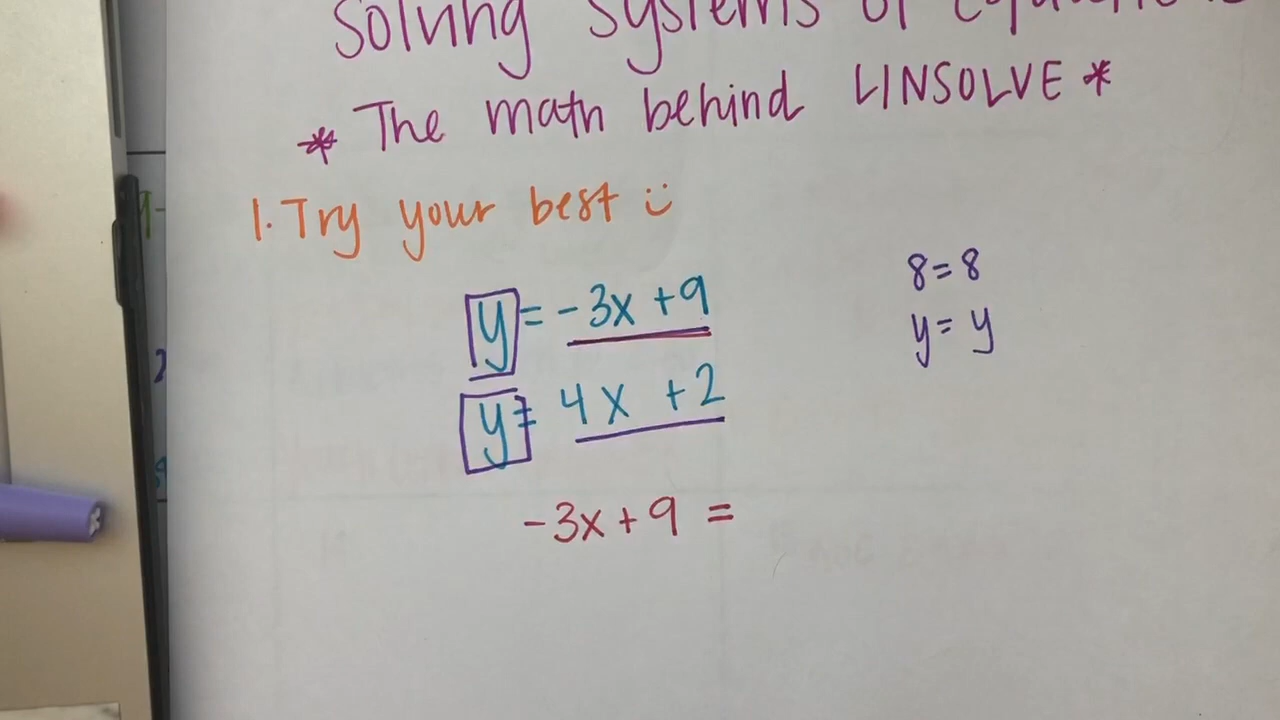 Solving Systems of Equations
* The math behind LINSOLVE *
1. Try your best :)
y = -3x + 9
8 = 8
y = y
y = 4x + 2
-3x + 9 =